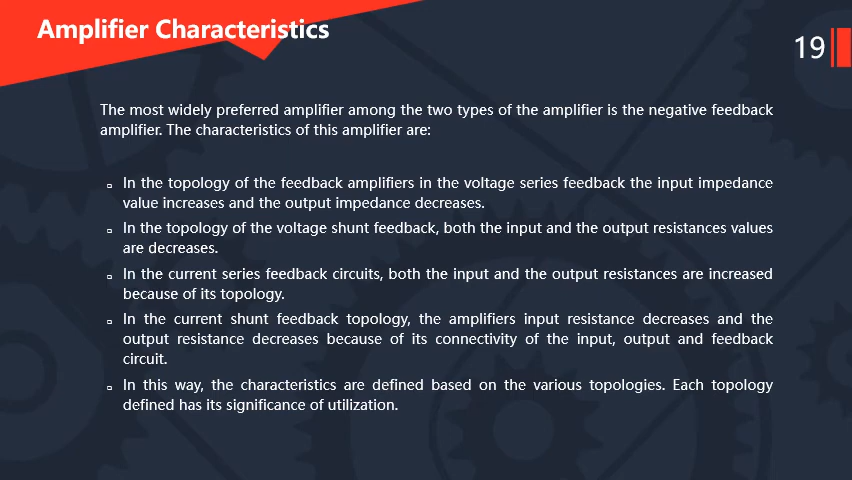 Amplifier Characteristics
19
The most widely preferred amplifier among the two types of the amplifier is the negative feedback
amplifier. The characteristics of this amplifier are:
In the topology of the feedback amplifiers in the voltage series feedback the input impedance
value increases and the output impedance decreases.
In the topology of the voltage shunt feedback, both the input and the output resistances values
are decreases.
In the current series feedback circuits, both the input and the output resistances are increased
because of its topology.
In the current shunt feedback topology, the amplifiers input resistance decreases and the
output resistance decreases because of its connectivity of the input, output and feedback
circuit.
In this way, the characteristics are defined based on the various topologies. Each topology
defined has its significance of utilization.